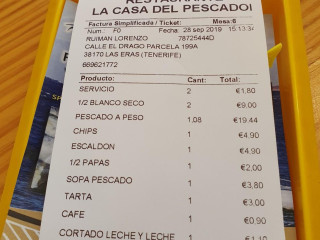 RESTAURANTE
LA CASA DEL PESCADO
Factura Simplificada / Ticket: Mesa:6
Num.: F0 Fecha: 28 sep 2019 15:13:34
RUIMAN LORENZO 78725444D
CALLE EL DRAGO PARCELA 199A
38170 LAS ERAS (TENERIFE)
669621772
Producto: Cant: Total:
SERVICIO 2 €1.80
1/2 BLANCO SECO 2 €9.00
PESCADO A PESO 1,08 €19.44
CHIPS 1 €4.90
ESCALDON 1 €4.90
1/2 PAPAS 1 €2.00
SOPA PESCADO 1 €3.80
TARTA 1 €3.00
CAFE 1 €0.90
CORTADO LECHE Y LECHE 1 €1.10